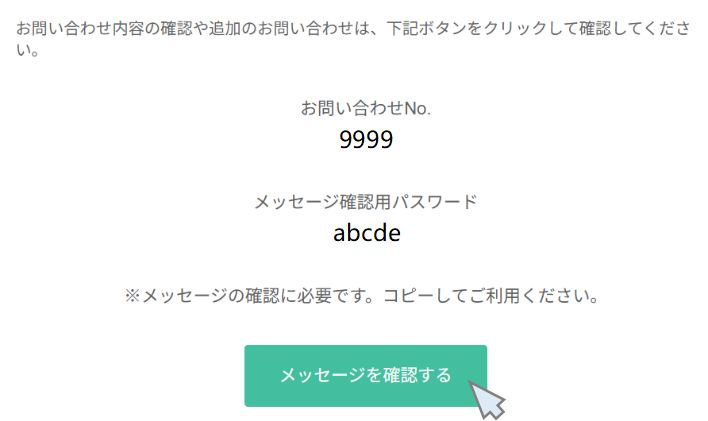 お問い合わせ内容の確認や追加のお問い合わせは、下記ボタンをクリックして確認してくださ
い。
お問い合わせNo.
9999
メッセージ確認用パスワード
abcde
※メッセージの確認に必要です。コピーしてご利用ください。
メッセージを確認する